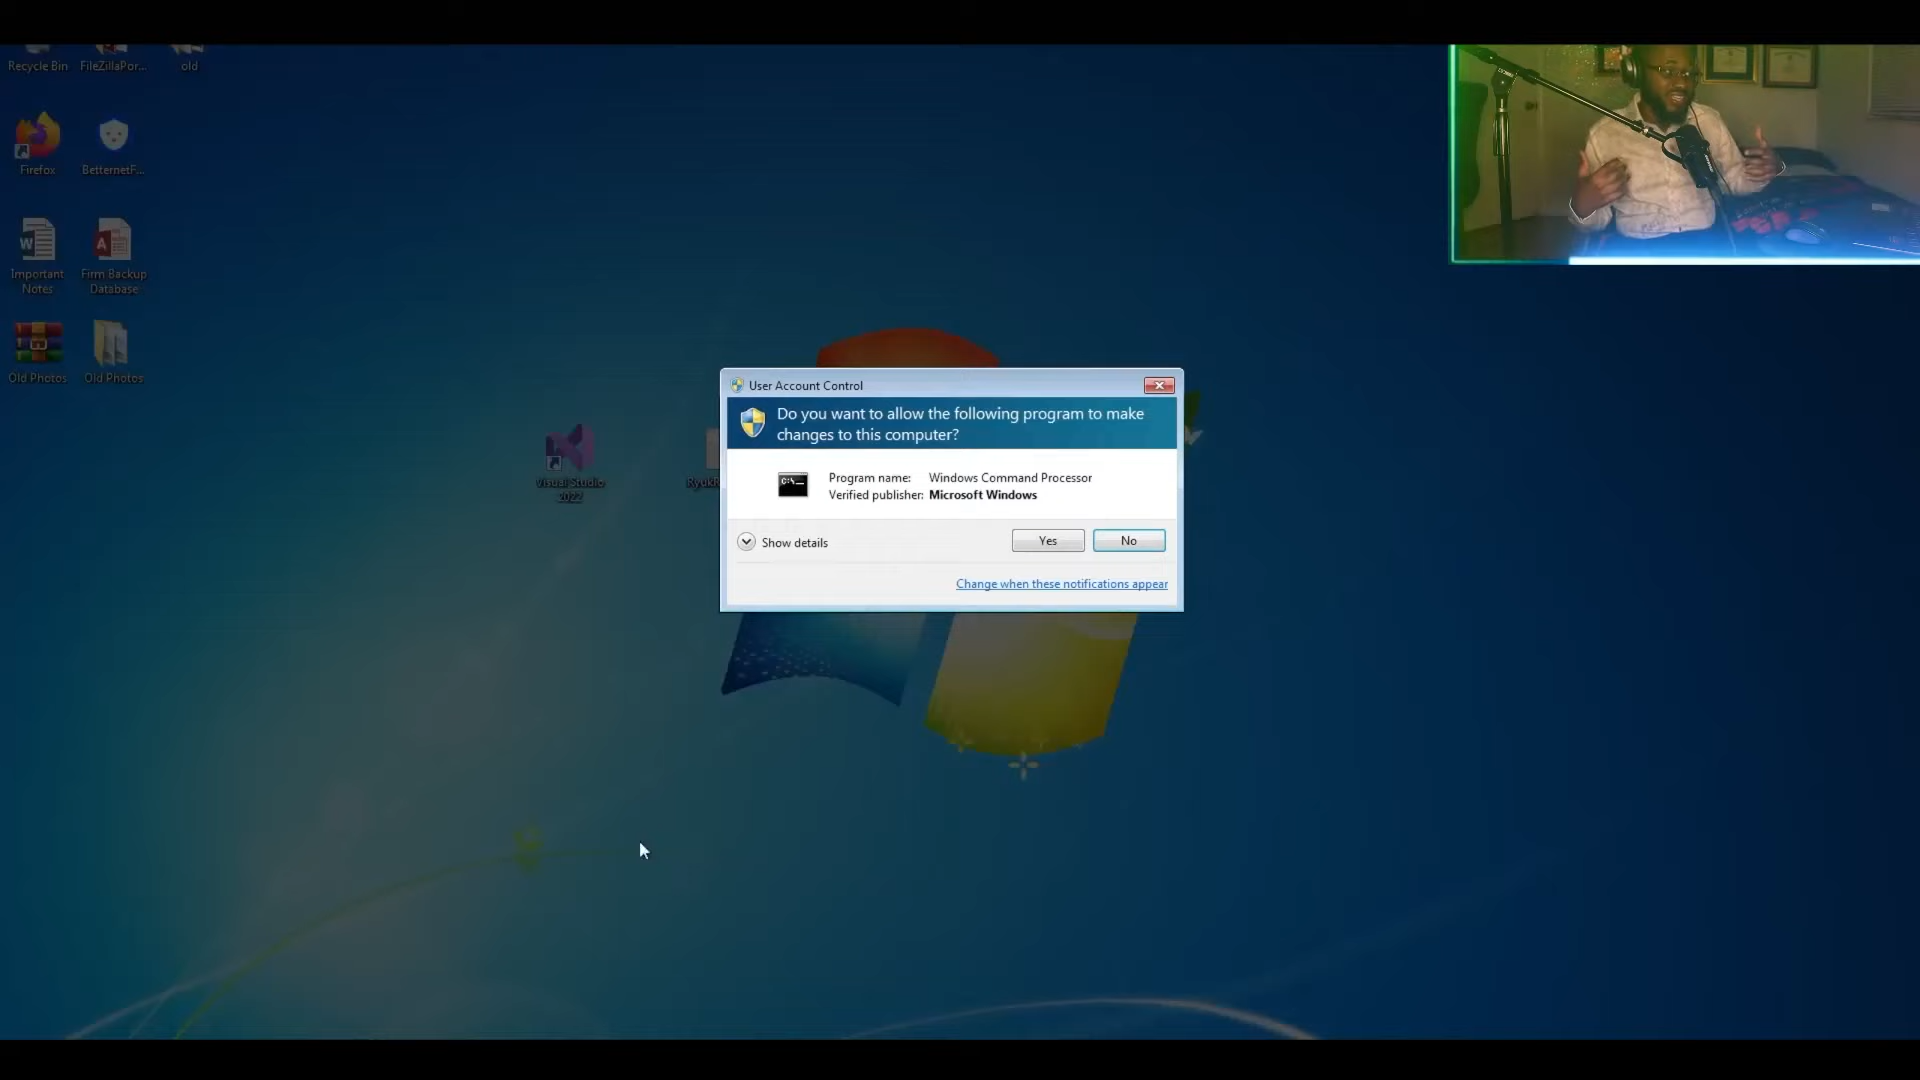 Recycle Bin
FileZillaPor...
old
Firefox
BetternetF...
Important
Notes
Firm Backup
Database
Old Photos
Old Photos
Visual Studio
2022
User Account Control
Do you want to allow the following program to make
changes to this computer?
C:\_
Program name: Windows Command Processor
Verified publisher: Microsoft Windows
Show details
Yes
No
Change when these notifications appear